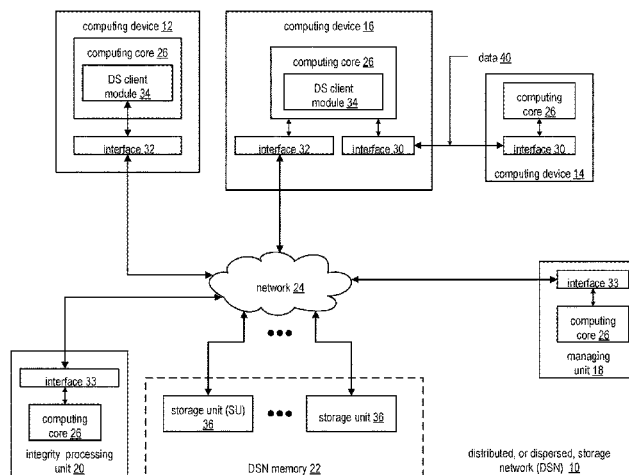 computing device 12
computing core 26
DS client
module 34
interface 32
computing device 16
computing core 26
DS client
module 34
interface 32
interface 30
data 40
computing
core 26
interface 30
computing device 14
network 24
interface 33
computing
core 26
managing
unit 18
interface 33
computing
core 26
integrity processing
unit 20
storage unit (SU)
36
storage unit 36
DSN memory 22
distributed, or dispersed, storage
network (DSN) 10